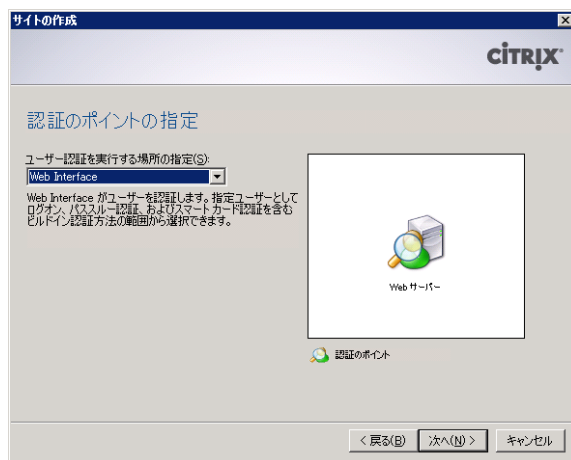 サイトの作成
CİTRIX
認証のポイントの指定
ユーザー認証を実行する場所の指定(S):
Web Interface
Web Interface がユーザーを認証します。指定ユーザーとして
ログオン、パススルー認証、およびスマート カード認証を含む
ビルドイン認証方法の範囲から選択できます。
Web サーバー
認証のポイント
< 戻る(B)
次へ(N) >
キャンセル